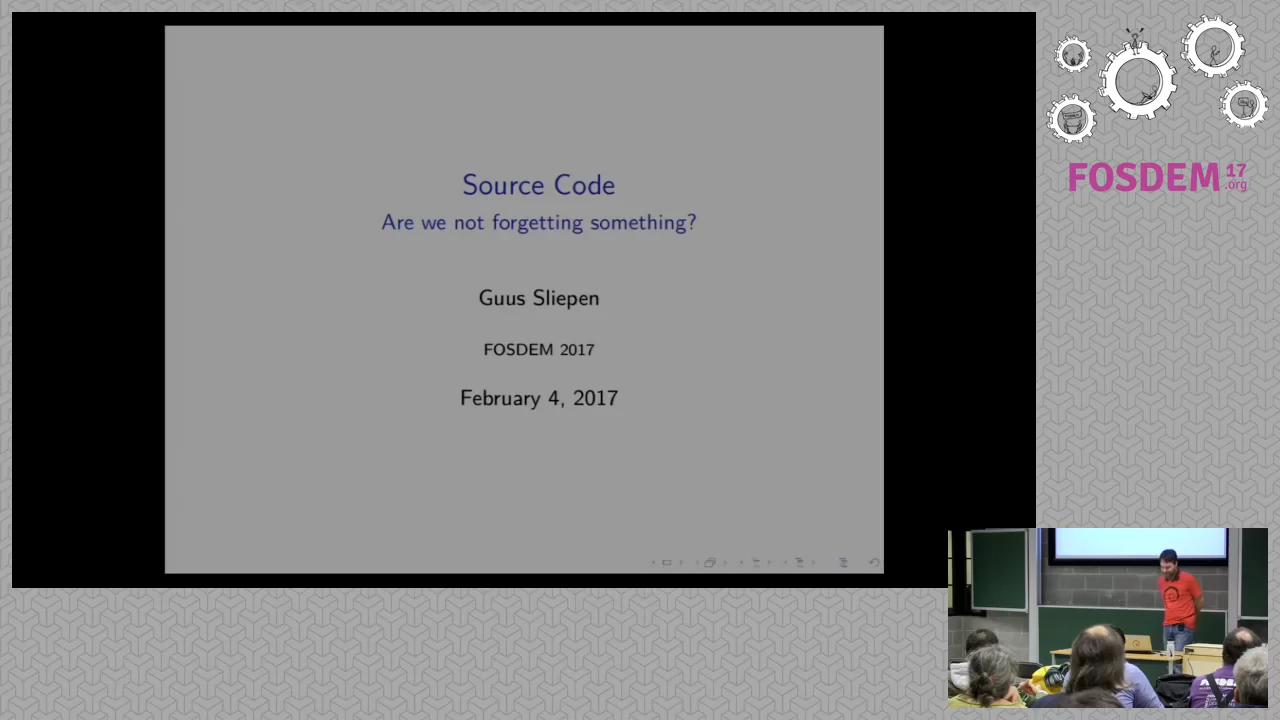 Source Code
Are we not forgetting something?
Guus Sliepen
FOSDEM 2017
February 4, 2017
FOSDEM 17
.org